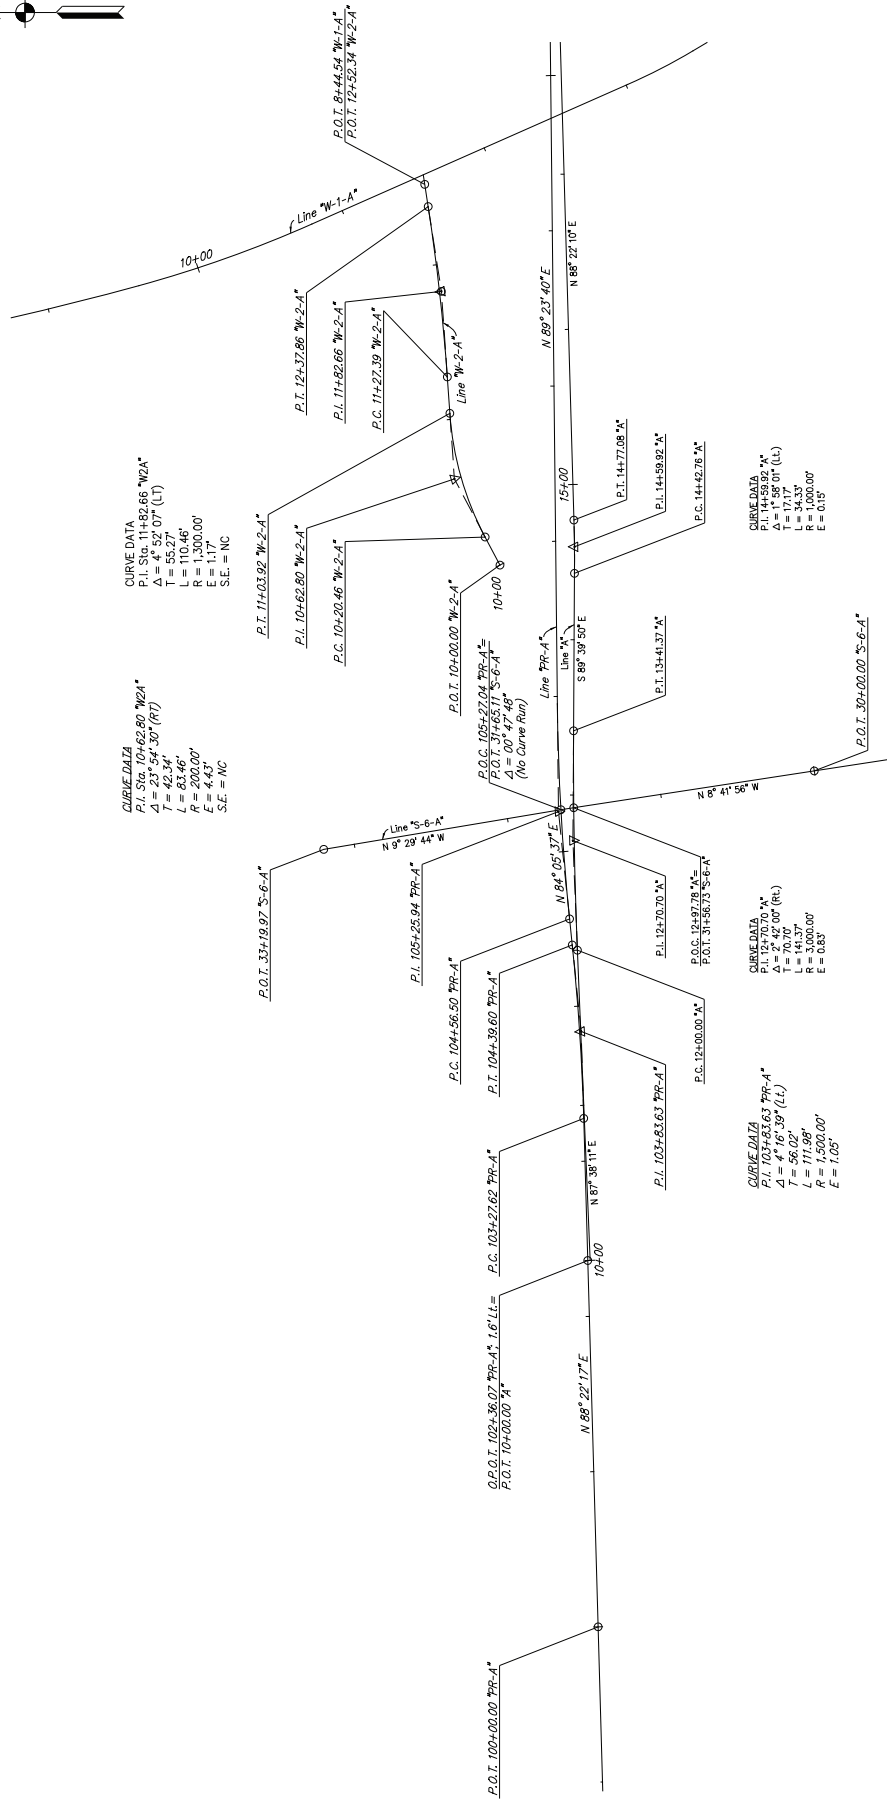 P.O.T. 8+44.54 "W-1-A"
P.O.T. 12+52.34 "W-2-A"
Line "W-1-A"
10+00
P.T. 12+37.86 "W-2-A"
P.I. 11+82.66 "W-2-A"
P.C. 11+27.39 "W-2-A"
Line "W-2-A"
N 89° 23' 40" E
N 88° 22' 10" E
CURVE DATA
P.I. Sta. 11+82.66 "W2A"
Δ = 4° 52' 07" (LT)
T = 55.27'
L = 110.46'
R = 1,300.00'
E = 1.17'
S.E. = NC
P.T. 11+03.92 "W-2-A"
P.I. 10+62.80 "W-2-A"
P.C. 10+20.46 "W-2-A"
P.O.T. 10+00.00 "W-2-A"
10+00
15+00
P.T. 14+77.08 "A"
P.I. 14+59.92 "A"
P.C. 14+42.76 "A"
CURVE DATA
P.I. 14+59.92 "A"
Δ = 1° 58' 01" (Lt.)
T = 17.17'
L = 34.33'
R = 1,000.00'
E = 0.15'
CURVE DATA
P.I. Sta. 10+62.80 "W2A"
Δ = 23° 54' 30" (RT)
T = 42.34'
L = 83.46'
R = 200.00'
E = 4.43'
S.E. = NC
P.O.C. 105+27.04 "PR-A"=
P.O.T. 31+65.11 "S-6-A"
Δ = 00° 47' 48"
(No Curve Run)
Line "PR-A"
Line "A"
S 89° 39' 50" E
P.T. 13+41.37 "A"
P.O.T. 30+00.00 "S-6-A"
N 8° 41' 56" W
Line "S-6-A"
N 9° 29' 44" W
P.O.T. 33+19.97 "S-6-A"
P.I. 105+25.94 "PR-A"
N 84° 05' 37" E
P.C. 104+56.50 "PR-A"
P.T. 104+39.60 "PR-A"
P.I. 12+70.70 "A"
P.O.C. 12+97.78 "A"=
P.O.T. 31+56.73 "S-6-A"
P.C. 12+00.00 "A"
CURVE DATA
P.I. 12+70.70 "A"
Δ = 2° 42' 00" (Rt.)
T = 70.70'
L = 141.37'
R = 3,000.00'
E = 0.83'
P.I. 103+83.63 "PR-A"
P.C. 103+27.62 "PR-A"
N 87° 38' 11" E
CURVE DATA
P.I. 103+83.63 "PR-A"
Δ = 4° 16' 39" (Lt.)
T = 56.02'
L = 111.98'
R = 1,500.00'
E = 1.05'
O.P.O.T. 102+36.07 "PR-A", 1.6' Lt.=
P.O.T. 10+00.00 "A"
10+00
N 88° 22' 17" E
P.O.T. 100+00.00 "PR-A"